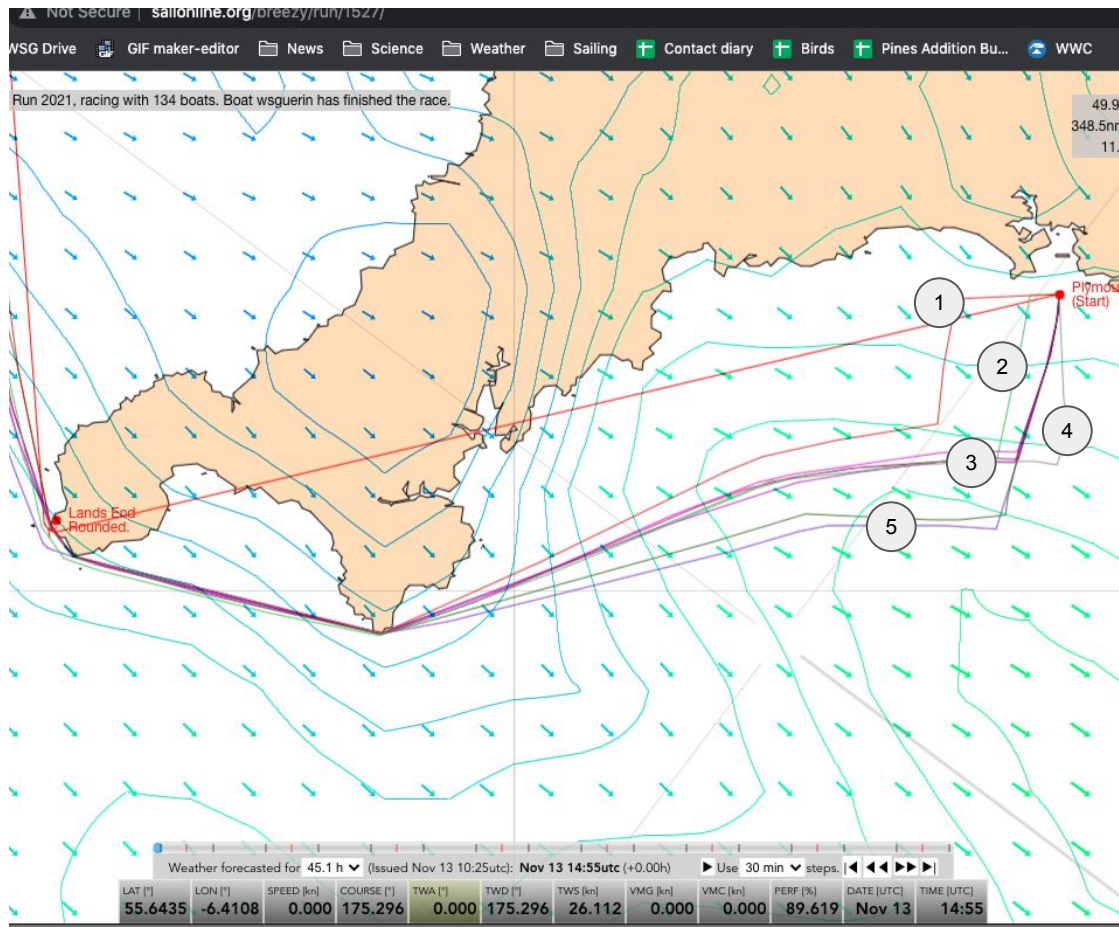 Not Secure | sailonline.org/breezy/run/1527/
WSG Drive GIF maker-editor News Science Weather Sailing Contact diary Birds Pines Addition Bu... WWC
Run 2021, racing with 134 boats. Boat wsguerin has finished the race.
49.9
348.5nm
11.
1
Plymou
(Start)
2
4
3
Lands End
Rounded.
5
Weather forecasted for 45.1 h (Issued Nov 13 10:25utc): Nov 13 14:55utc (+0.00h) Use 30 min steps.
LAT [°] LON [°] SPEED [kn] COURSE [°] TWA [°] TWD [°] TWS [kn] VMG [kn] VMC [kn] PERF [%] DATE [UTC] TIME [UTC]
55.6435 -6.4108 0.000 175.296 0.000 175.296 26.112 0.000 0.000 89.619 Nov 13 14:55